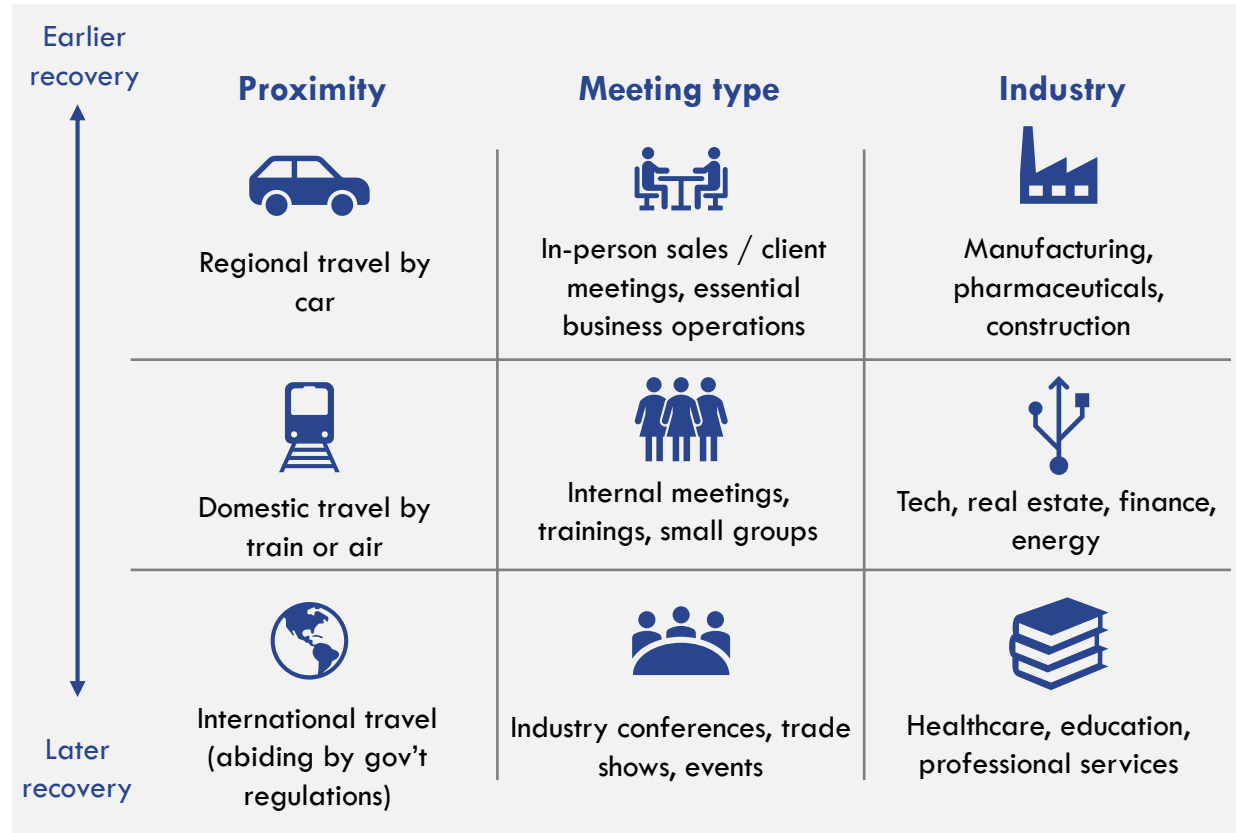 Earlier
recovery
Proximity
Meeting type
Industry
Regional travel by
car
In-person sales / client
meetings, essential
business operations
Manufacturing,
pharmaceuticals,
construction
Domestic travel by
train or air
Internal meetings,
trainings, small groups
Tech, real estate, finance,
energy
International travel
(abiding by gov’t
regulations)
Industry conferences, trade
shows, events
Healthcare, education,
professional services
Later
recovery